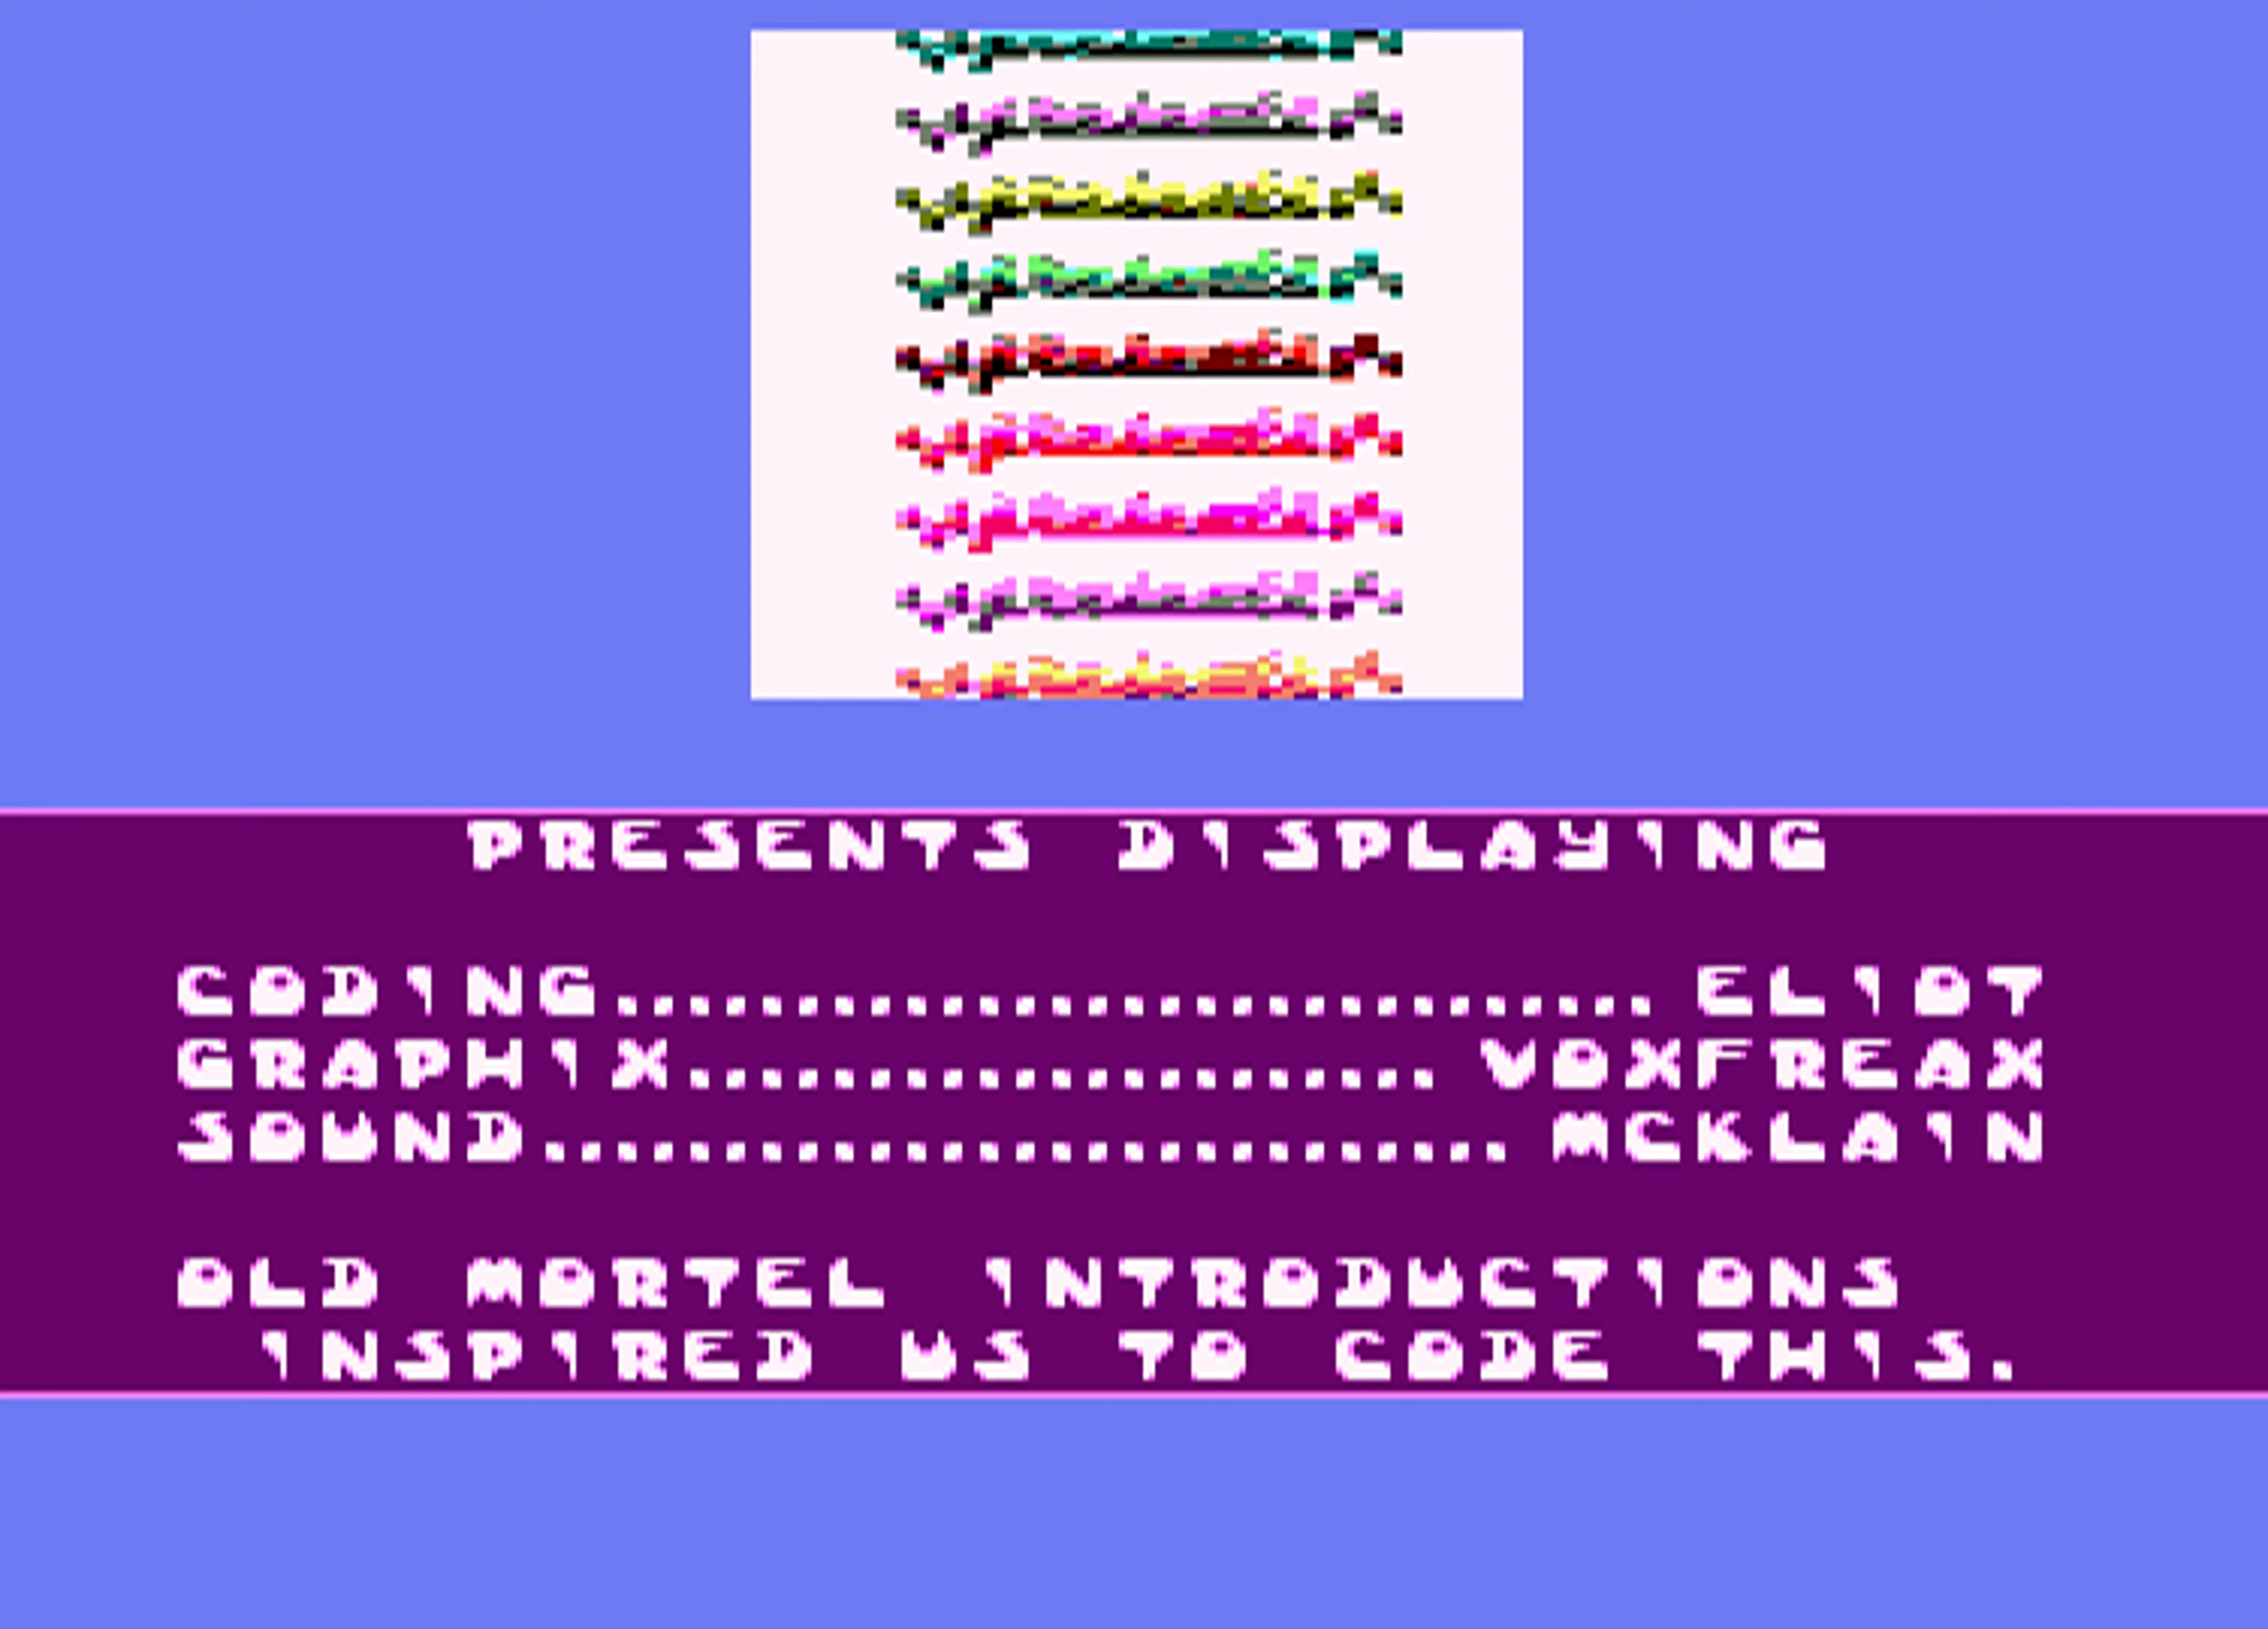 PRESENTS DISPLAYING
CODING............................. ELIOT
GRAPHIX..................... VOXFREAX
SOUND........................... MCKLAIN
OLD MORTEL INTRODUCTIONS
INSPIRED US TO CODE THIS.